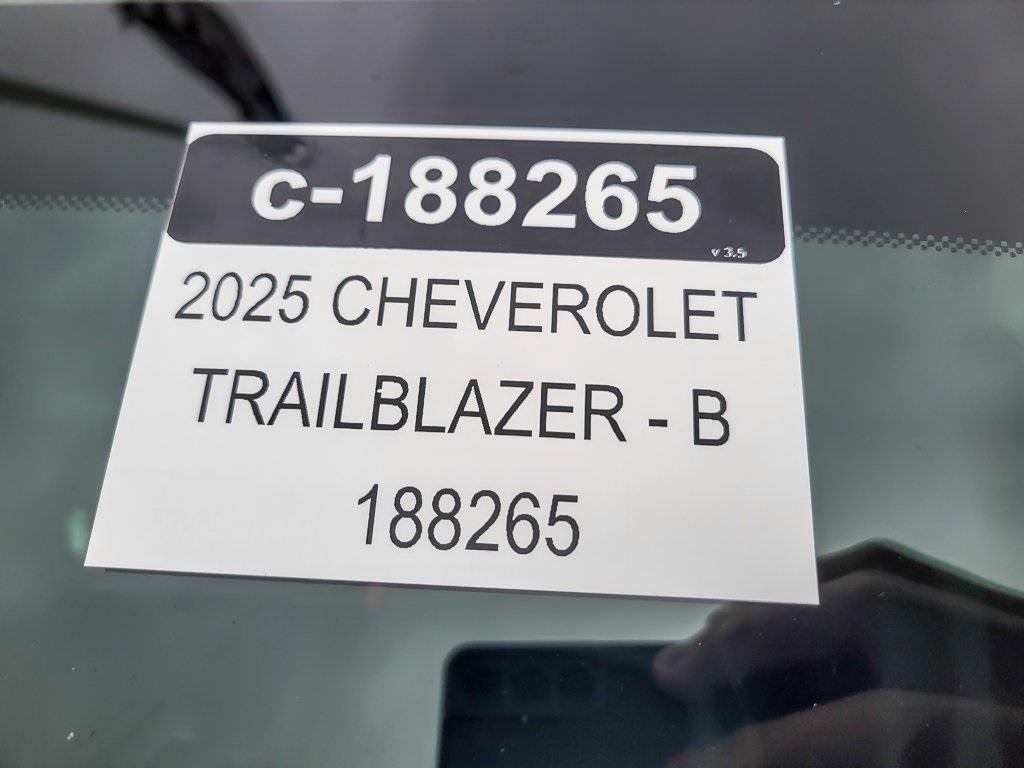 c-188265
v 3.5
2025 CHEVEROLET
TRAILBLAZER - B
188265